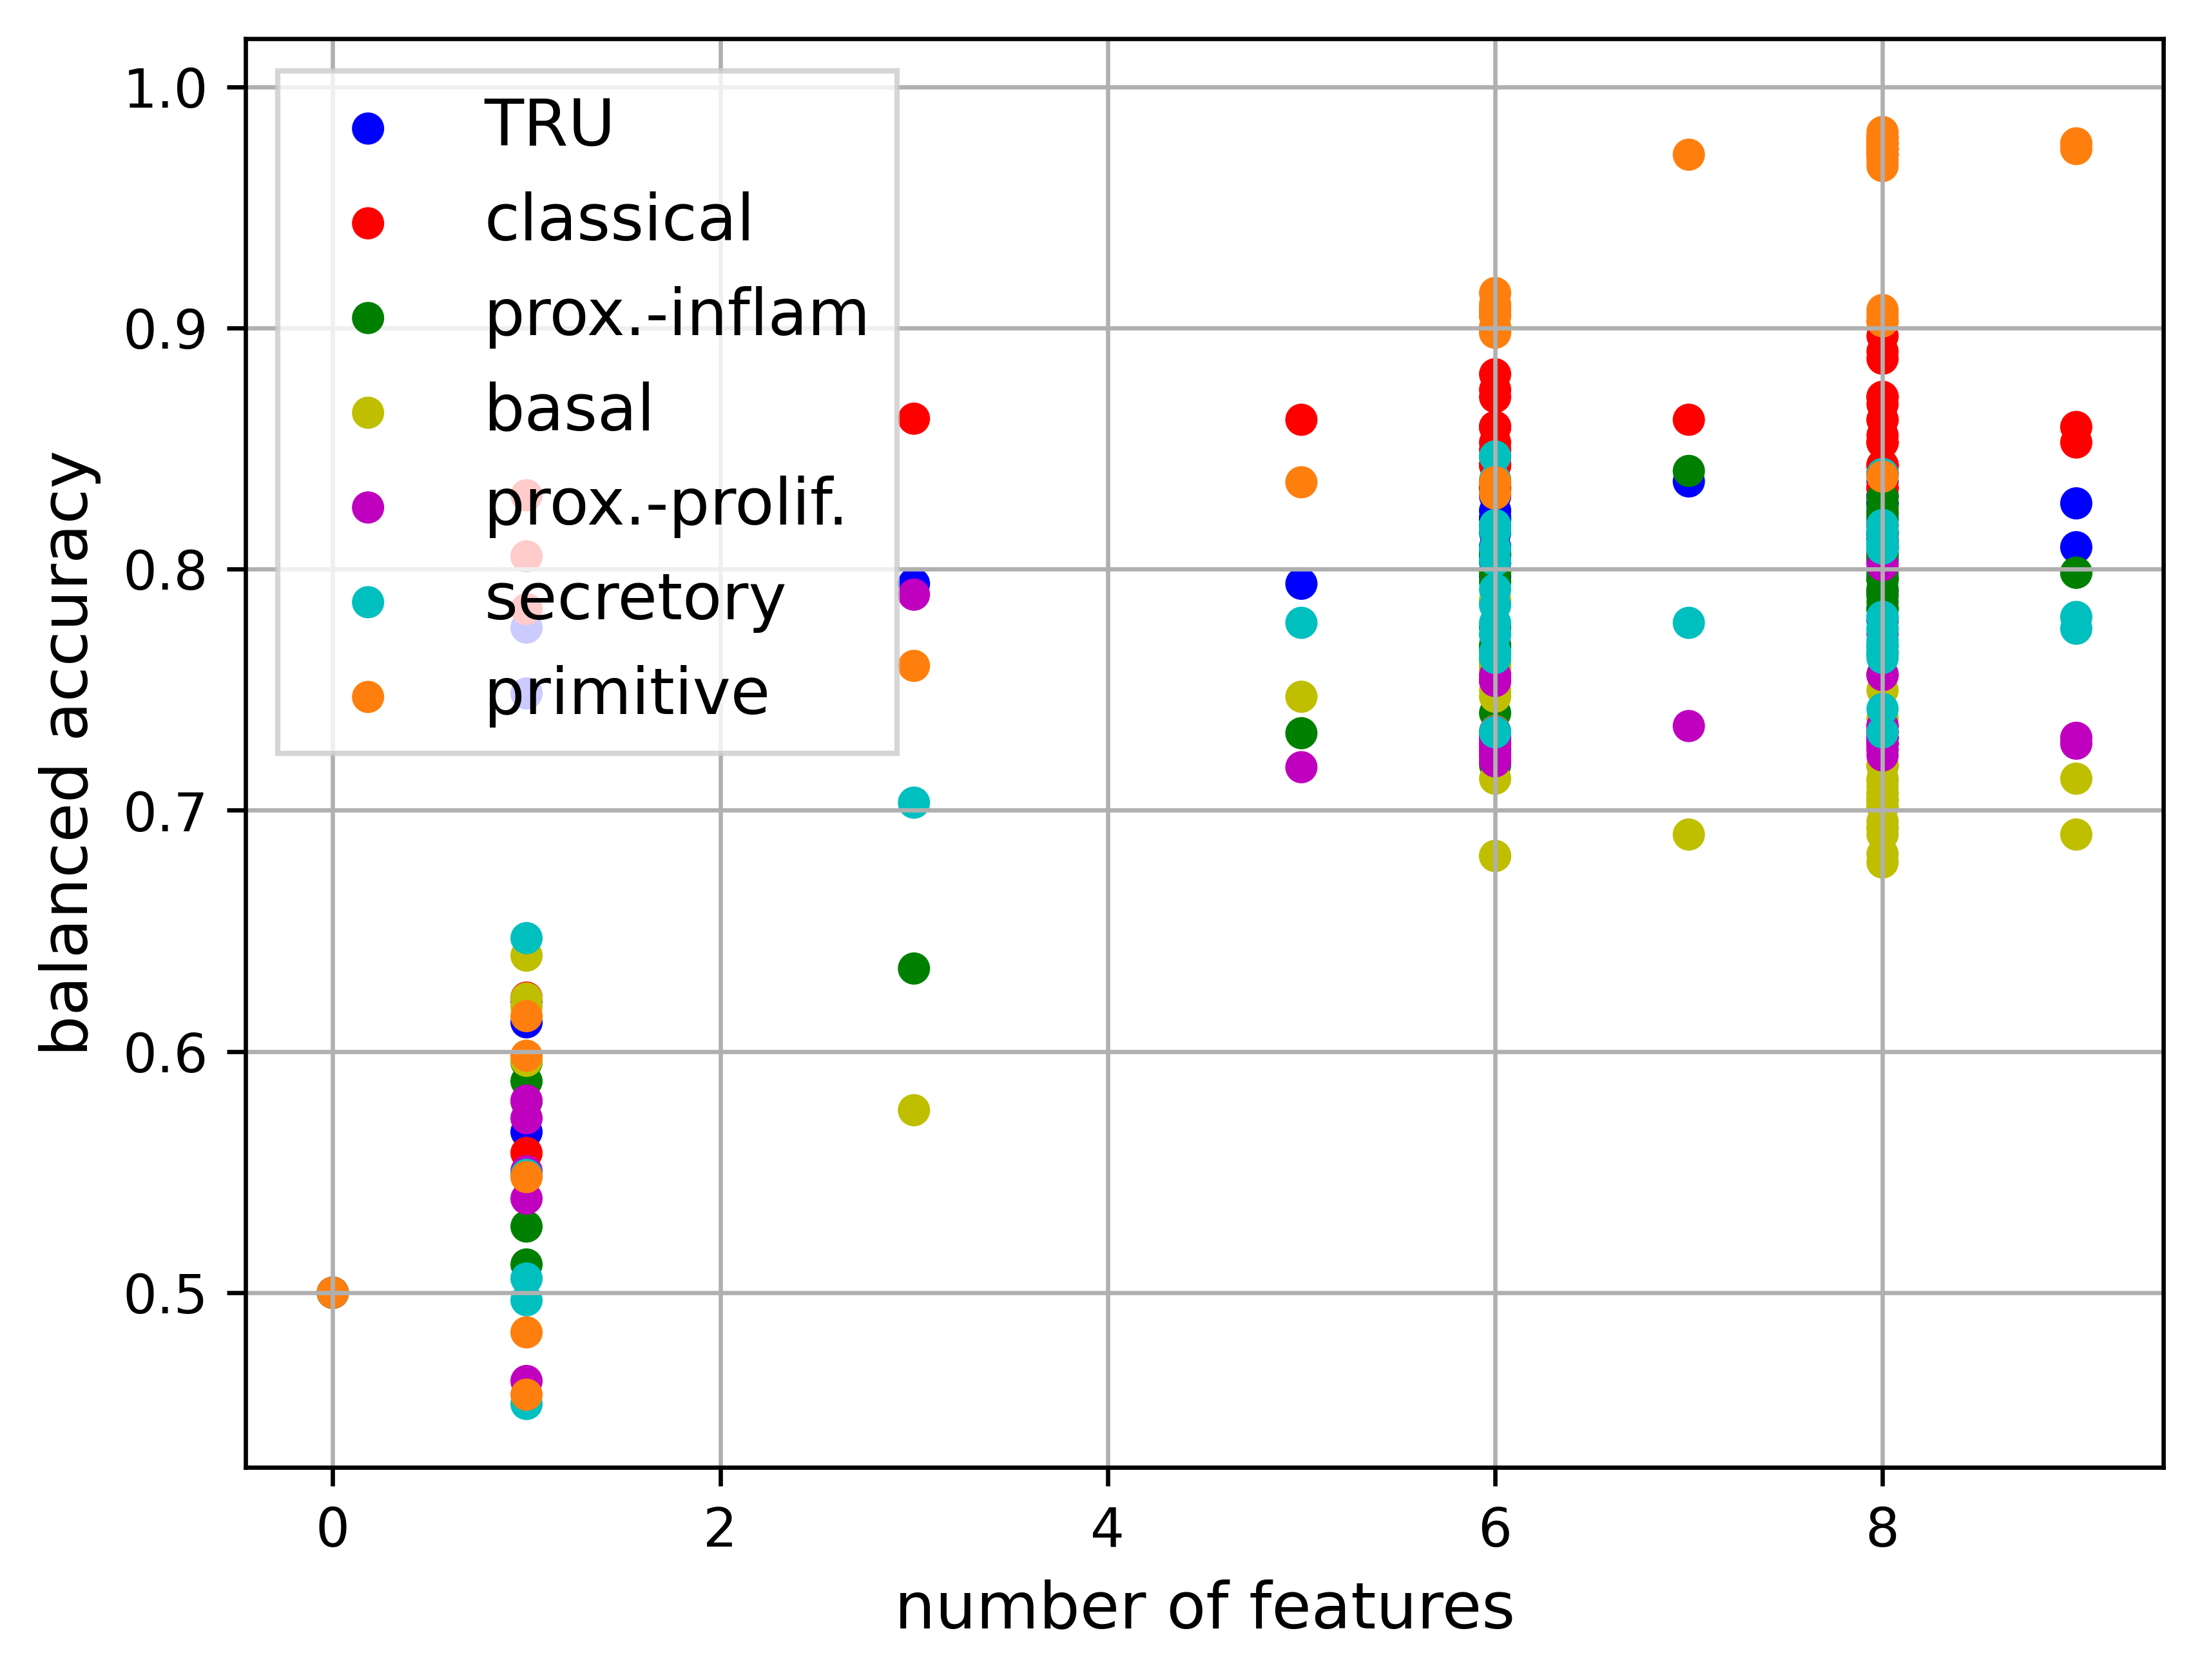 1.0
0.9
0.8
0.7
0.6
0.5
balanced accuracy
TRU
classical
prox.-inflam
basal
prox.-prolif.
secretory
primitive
0 2 4 6 8
number of features